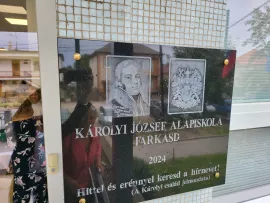 KÁROLYI JÓZSEF ALAPISKOLA
FARKASD
2024
Hittel és erénnyel keresd a hírnevet!
(A Károlyi család jelmondata)